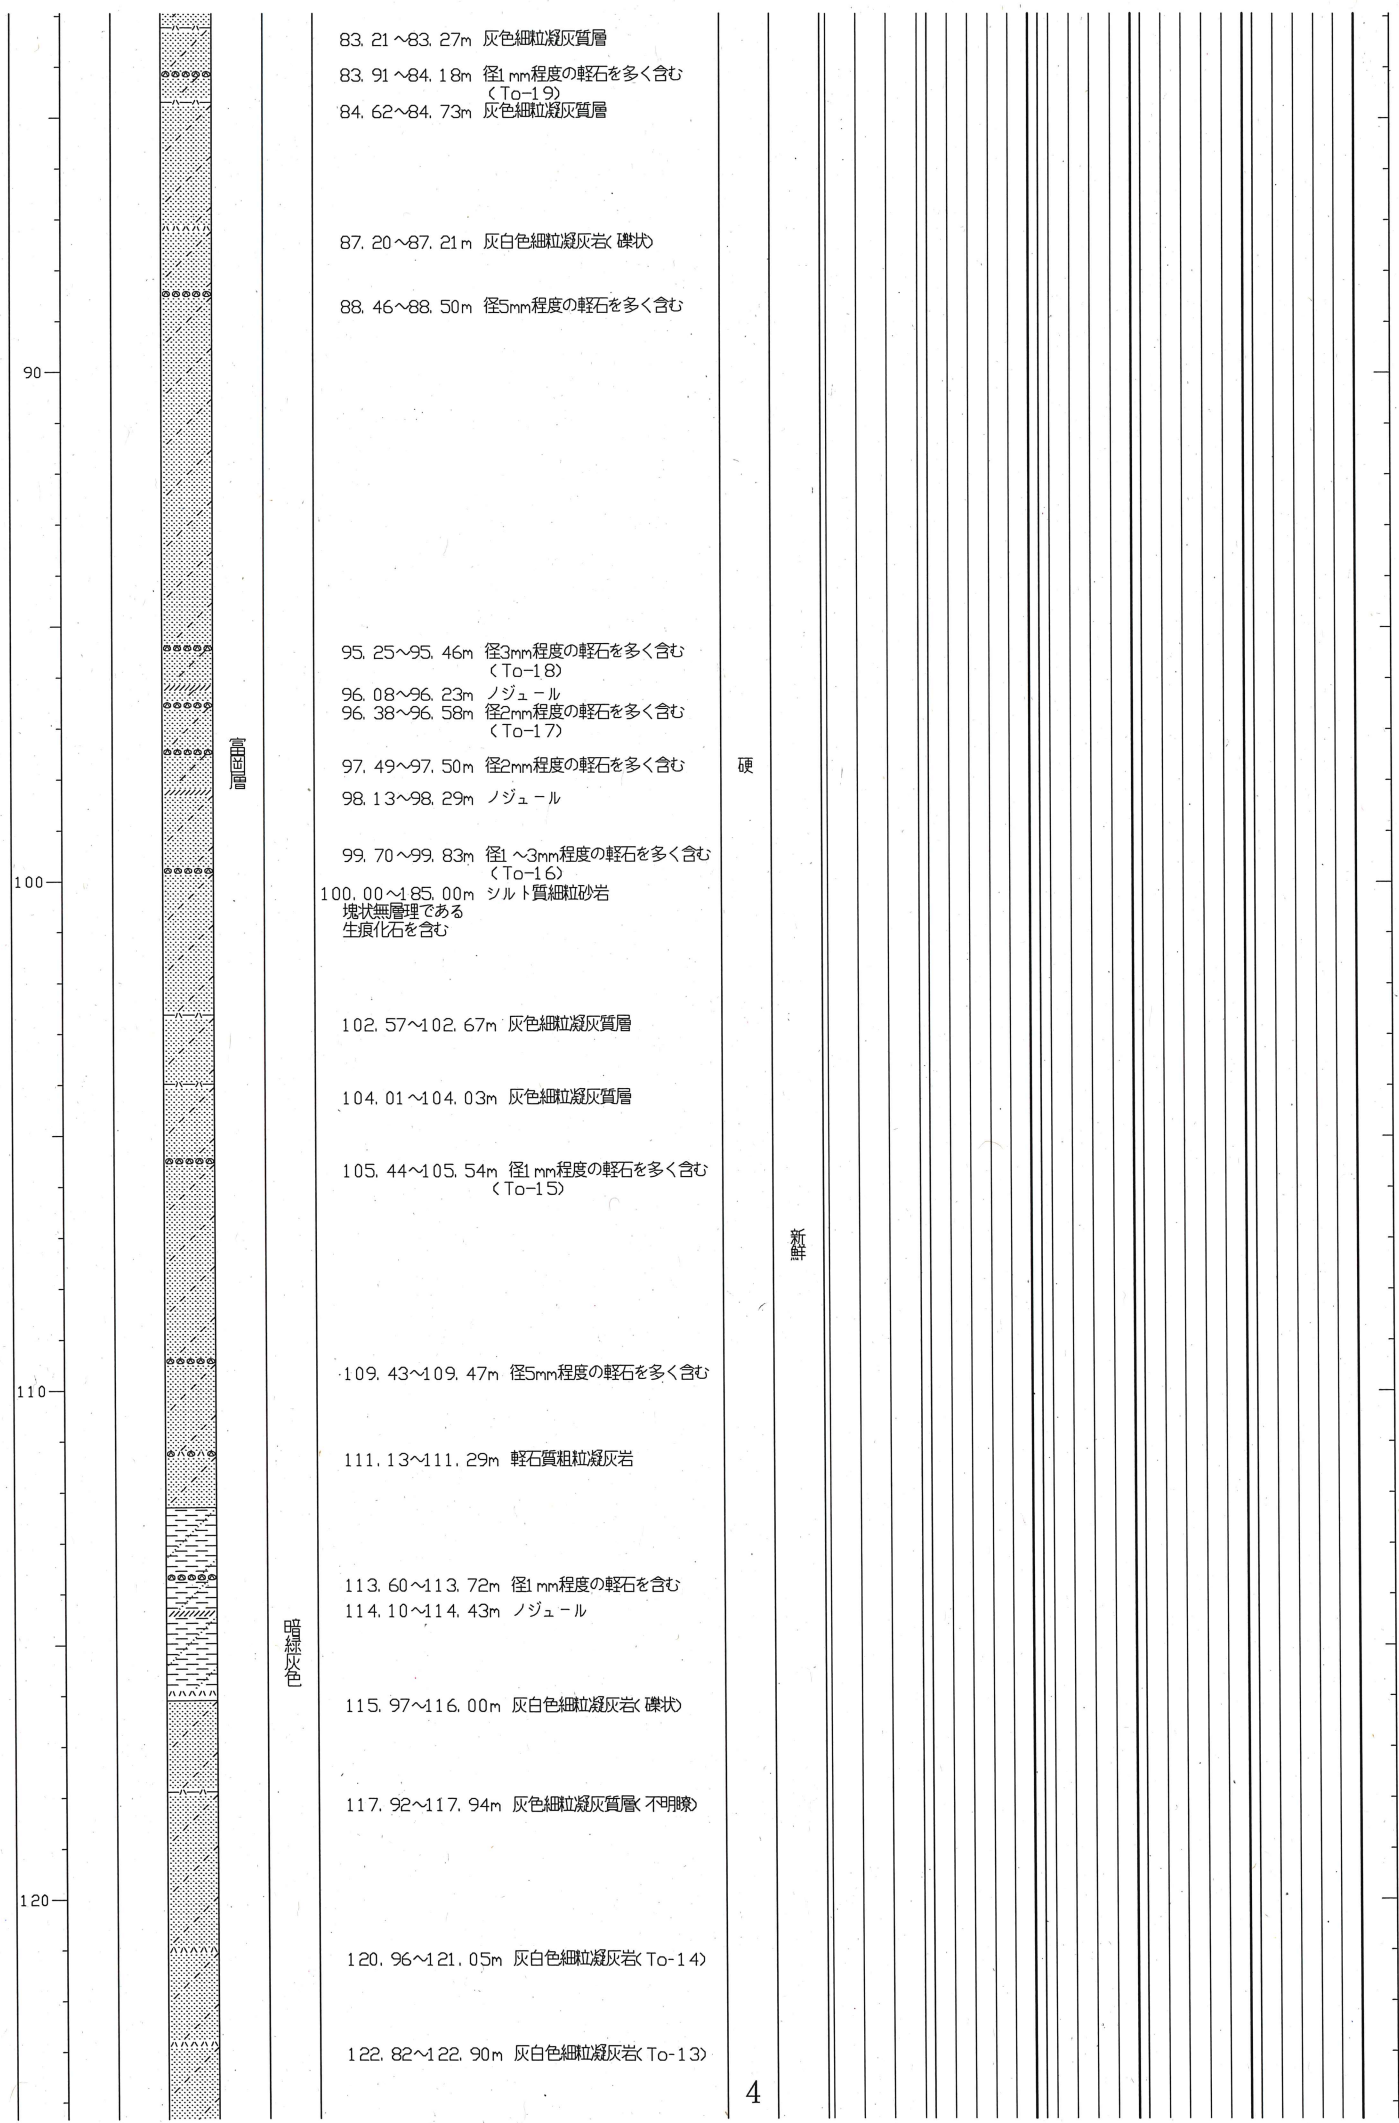 83. 21～83. 27m 灰色細粒凝灰質層
83. 91～84. 18m 径1mm程度の軽石を多く含む
(To-19)
84. 62～84. 73m 灰色細粒凝灰質層
87. 20～87. 21m 灰白色細粒凝灰岩(礫状)
88. 46～88. 50m 径5mm程度の軽石を多く含む
90
95. 25～95. 46m 径3mm程度の軽石を多く含む
(To-18)
96. 08～96. 23m ノジュール
96. 38～96. 58m 径2mm程度の軽石を多く含む
(To-17)
富岡層
97. 49～97. 50m 径2mm程度の軽石を多く含む
硬
98. 13～98. 29m ノジュール
99. 70～99. 83m 径1～3mm程度の軽石を多く含む
(To-16)
100
100. 00～185. 00m シルト質細粒砂岩
塊状無層理である
生痕化石を含む
102. 57～102. 67m 灰色細粒凝灰質層
104. 01～104. 03m 灰色細粒凝灰質層
105. 44～105. 54m 径1mm程度の軽石を多く含む
(To-15)
新鮮
109. 43～109. 47m 径5mm程度の軽石を多く含む
110
111. 13～111. 29m 軽石質粗粒凝灰岩
113. 60～113. 72m 径1mm程度の軽石を含む
114. 10～114. 43m ノジュール
暗緑灰色
115. 97～116. 00m 灰白色細粒凝灰岩(礫状)
117. 92～117. 94m 灰色細粒凝灰質層(不明瞭)
120
120. 96～121. 05m 灰白色細粒凝灰岩(To-14)
122. 82～122. 90m 灰白色細粒凝灰岩(To-13)
4